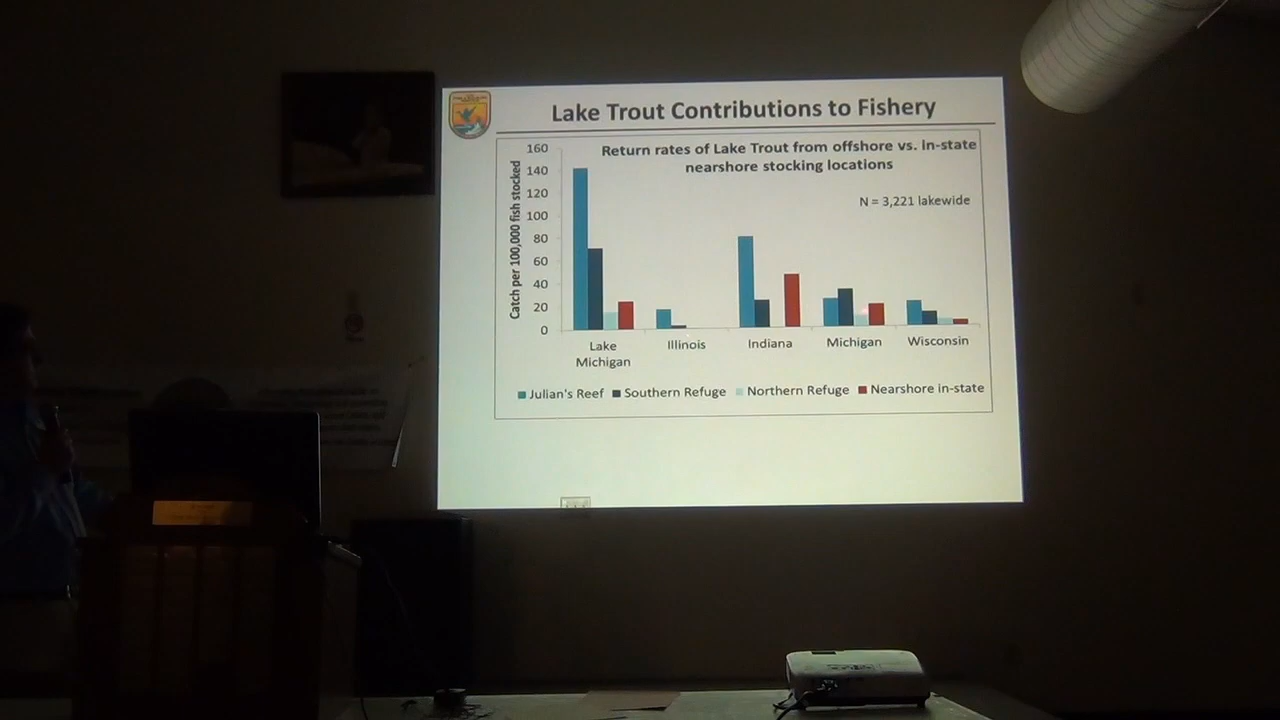 Lake Trout Contributions to Fishery
Return rates of Lake Trout from offshore vs. In-state
nearshore stocking locations
N = 3,221 lakewide
Catch per 100,000 fish stocked
160
140
120
100
80
60
40
20
0
Lake Michigan
Illinois
Indiana
Michigan
Wisconsin
Julian's Reef Southern Refuge Northern Refuge Nearshore in-state